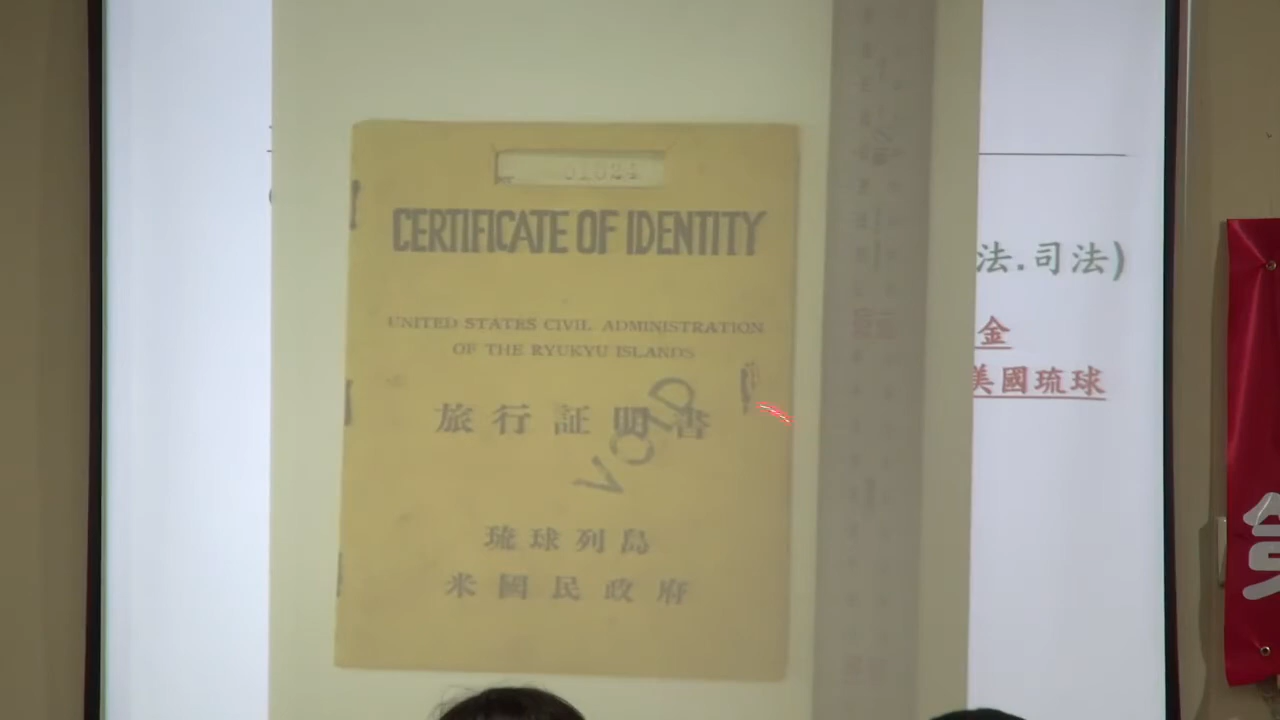 01024
CERTIFICATE OF IDENTITY
UNITED STATES CIVIL ADMINISTRATION
OF THE RYUKYU ISLANDS
旅行証明書
琉球列島
米國民政府
法.司法)
金
美國琉球